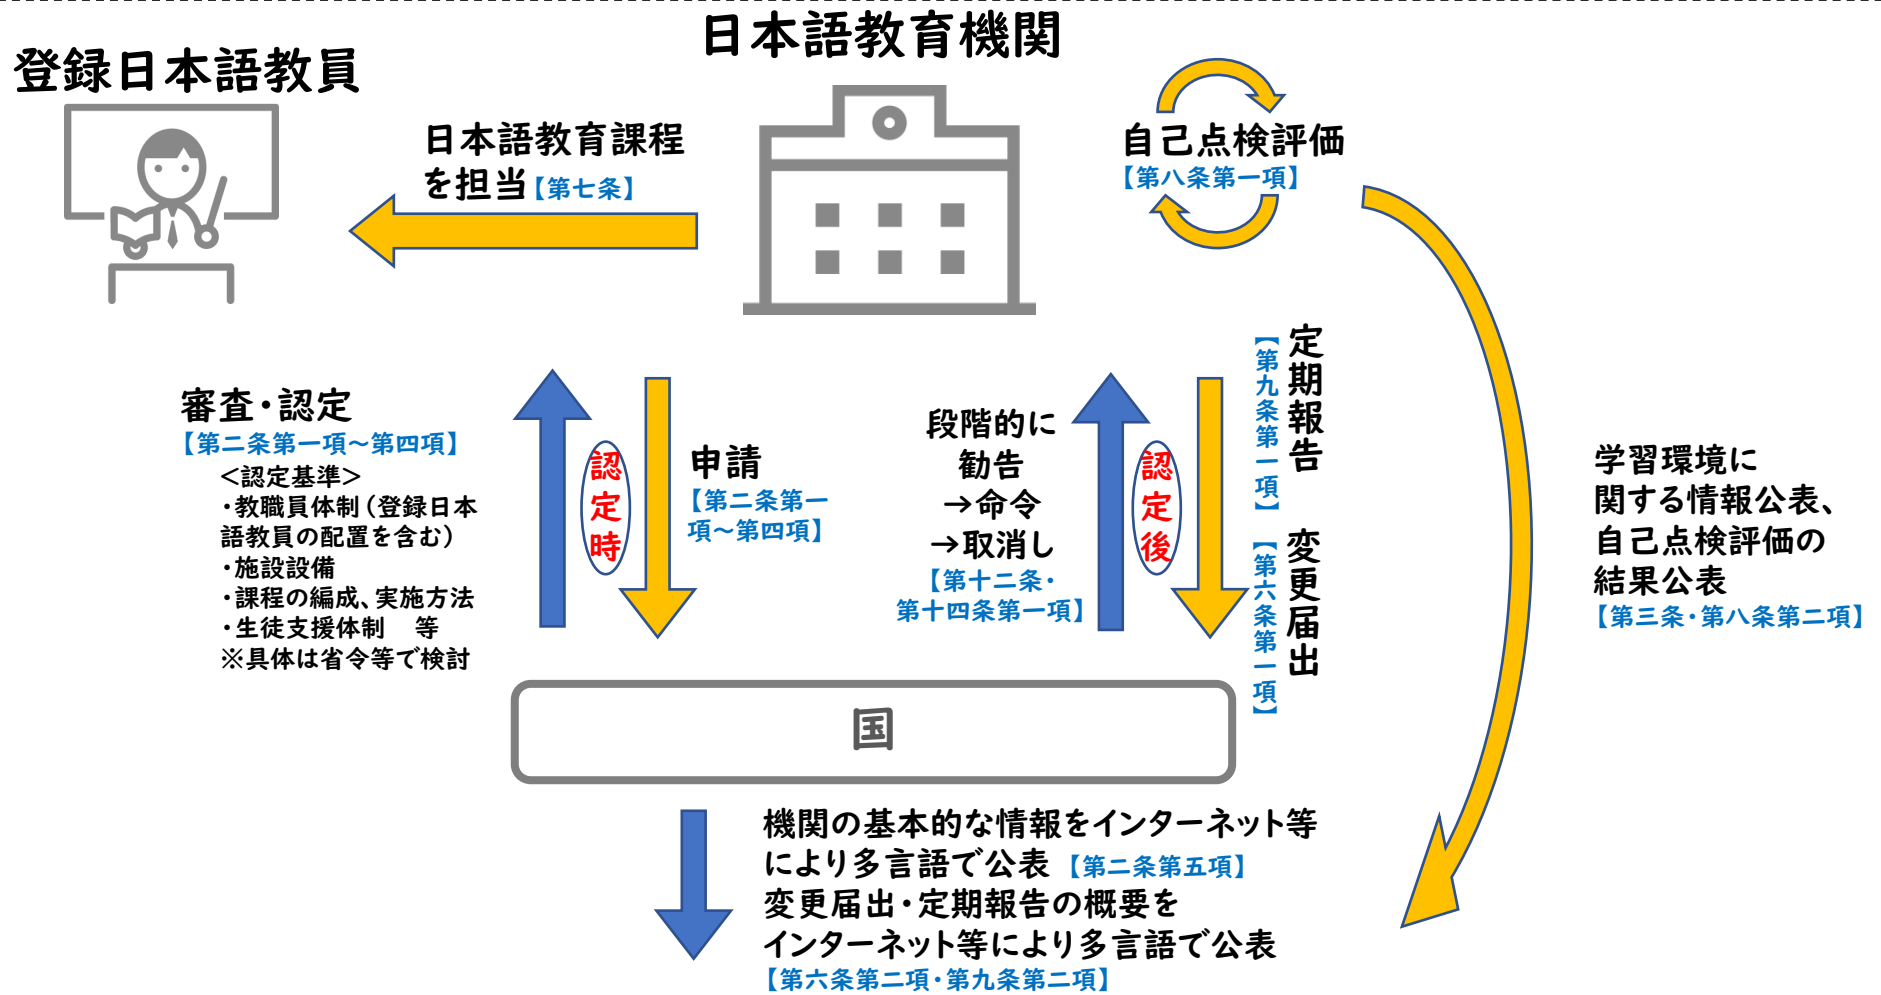 日本語教育機関
登録日本語教員
日本語教育課程
を担当【第七条】
自己点検評価
【第八条第一項】
審査・認定
【第二条第一項～第四項】
＜認定基準＞
・教職員体制（登録日本
語教員の配置を含む）
・施設設備
・課程の編成、実施方法
・生徒支援体制　等
※具体は省令等で検討
認定時
申請
【第二条第一
項～第四項】
段階的に
勧告
→命令
→取消し
【第十二条・
第十四条第一項】
認定後
定期報告
【第九条第一項】
変更届出
【第六条第一項】
学習環境に
関する情報公表、
自己点検評価の
結果公表
【第三条・第八条第二項】
国
機関の基本的な情報をインターネット等
により多言語で公表【第二条第五項】
変更届出・定期報告の概要を
インターネット等により多言語で公表
【第六条第二項・第九条第二項】